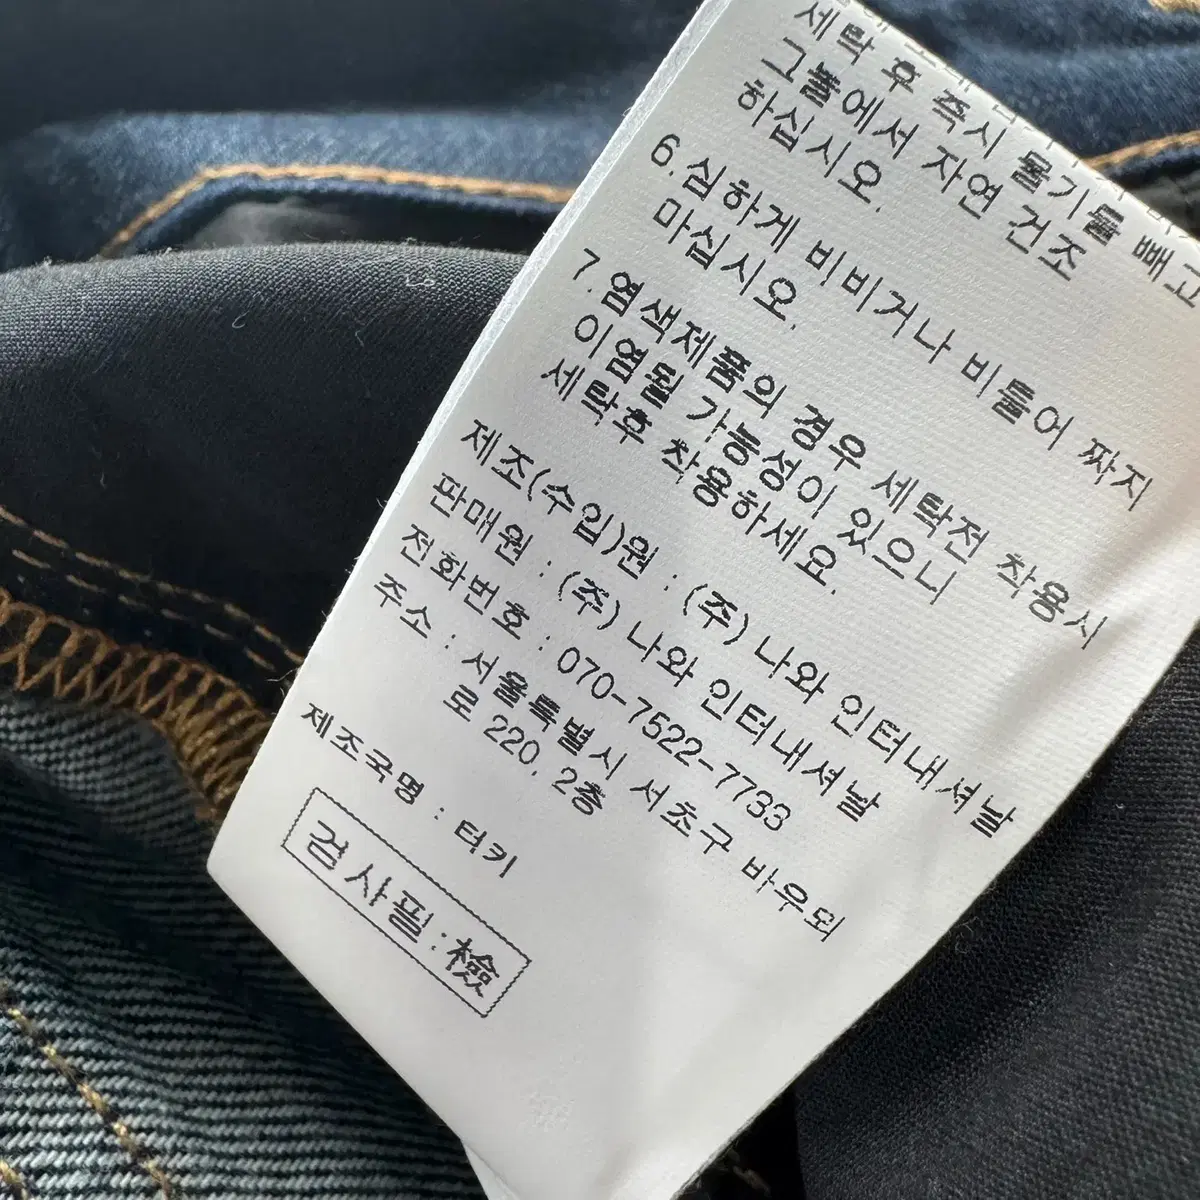 세탁 후 즉시 물기를 빼고
그늘에서 자연 건조
하십시오.
6.심하게 비비거나 비틀어 짜지
마십시오.
7.염색제품의 경우 세탁전 착용시
이염될 가능성이 있으니
세탁후 착용하세요.
제조(수입)원 : (주) 나와 인터내셔날
판매원 : (주) 나와 인터내셔날
전화번호 : 070-7522-7733
주소 : 서울특별시 서초구 바우뫼
로 220, 2층
제조국명 : 터키
검사필:檢